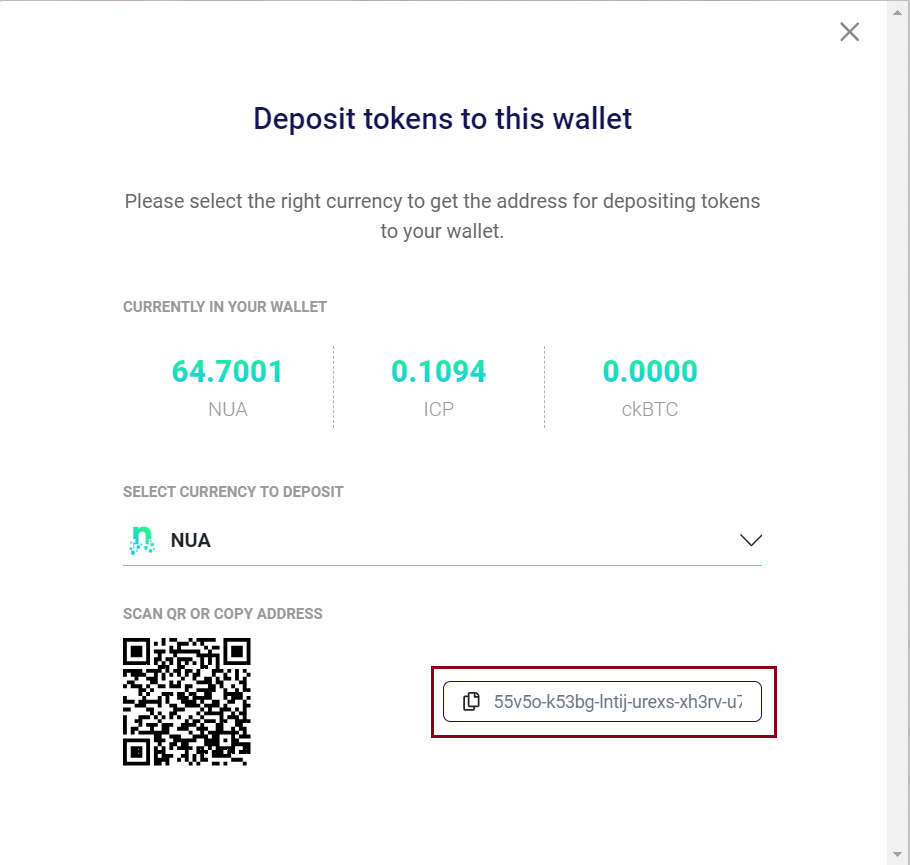 Deposit tokens to this wallet
Please select the right currency to get the address for depositing tokens
to your wallet.
CURRENTLY IN YOUR WALLET
64.7001 0.1094 0.0000
NUA ICP ckBTC
SELECT CURRENCY TO DEPOSIT
NUA
SCAN QR OR COPY ADDRESS
55v5o-k53bg-lntij-urexs-xh3rv-u7